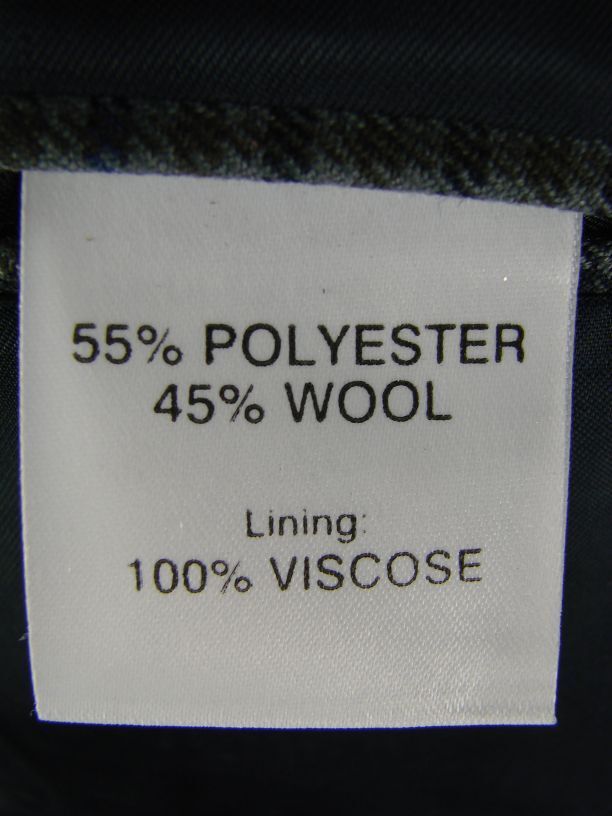 55% POLYESTER
45% WOOL
Lining:
100% VISCOSE